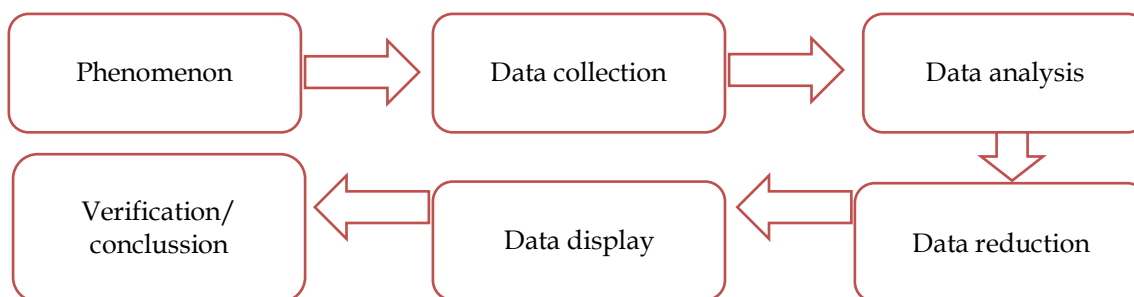 Phenomenon
Data collection
Data analysis
Data reduction
Data display
Verification/
conclussion